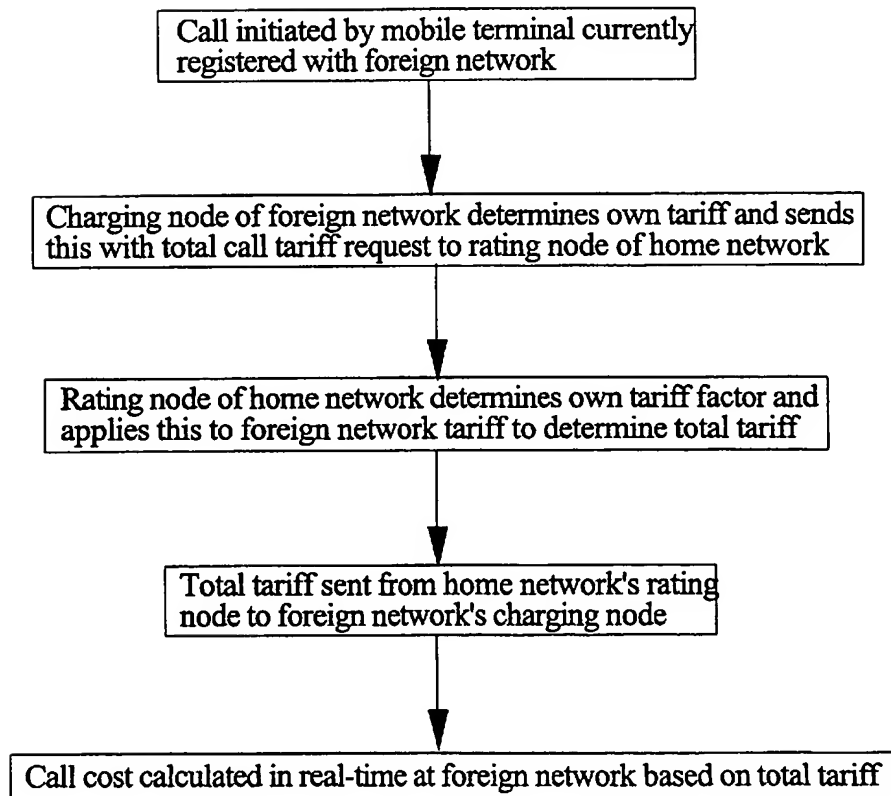 Call initiated by mobile terminal currently
registered with foreign network
Charging node of foreign network determines own tariff and sends
this with total call tariff request to rating node of home network
Rating node of home network determines own tariff factor and
applies this to foreign network tariff to determine total tariff
Total tariff sent from home network's rating
node to foreign network's charging node
Call cost calculated in real-time at foreign network based on total tariff